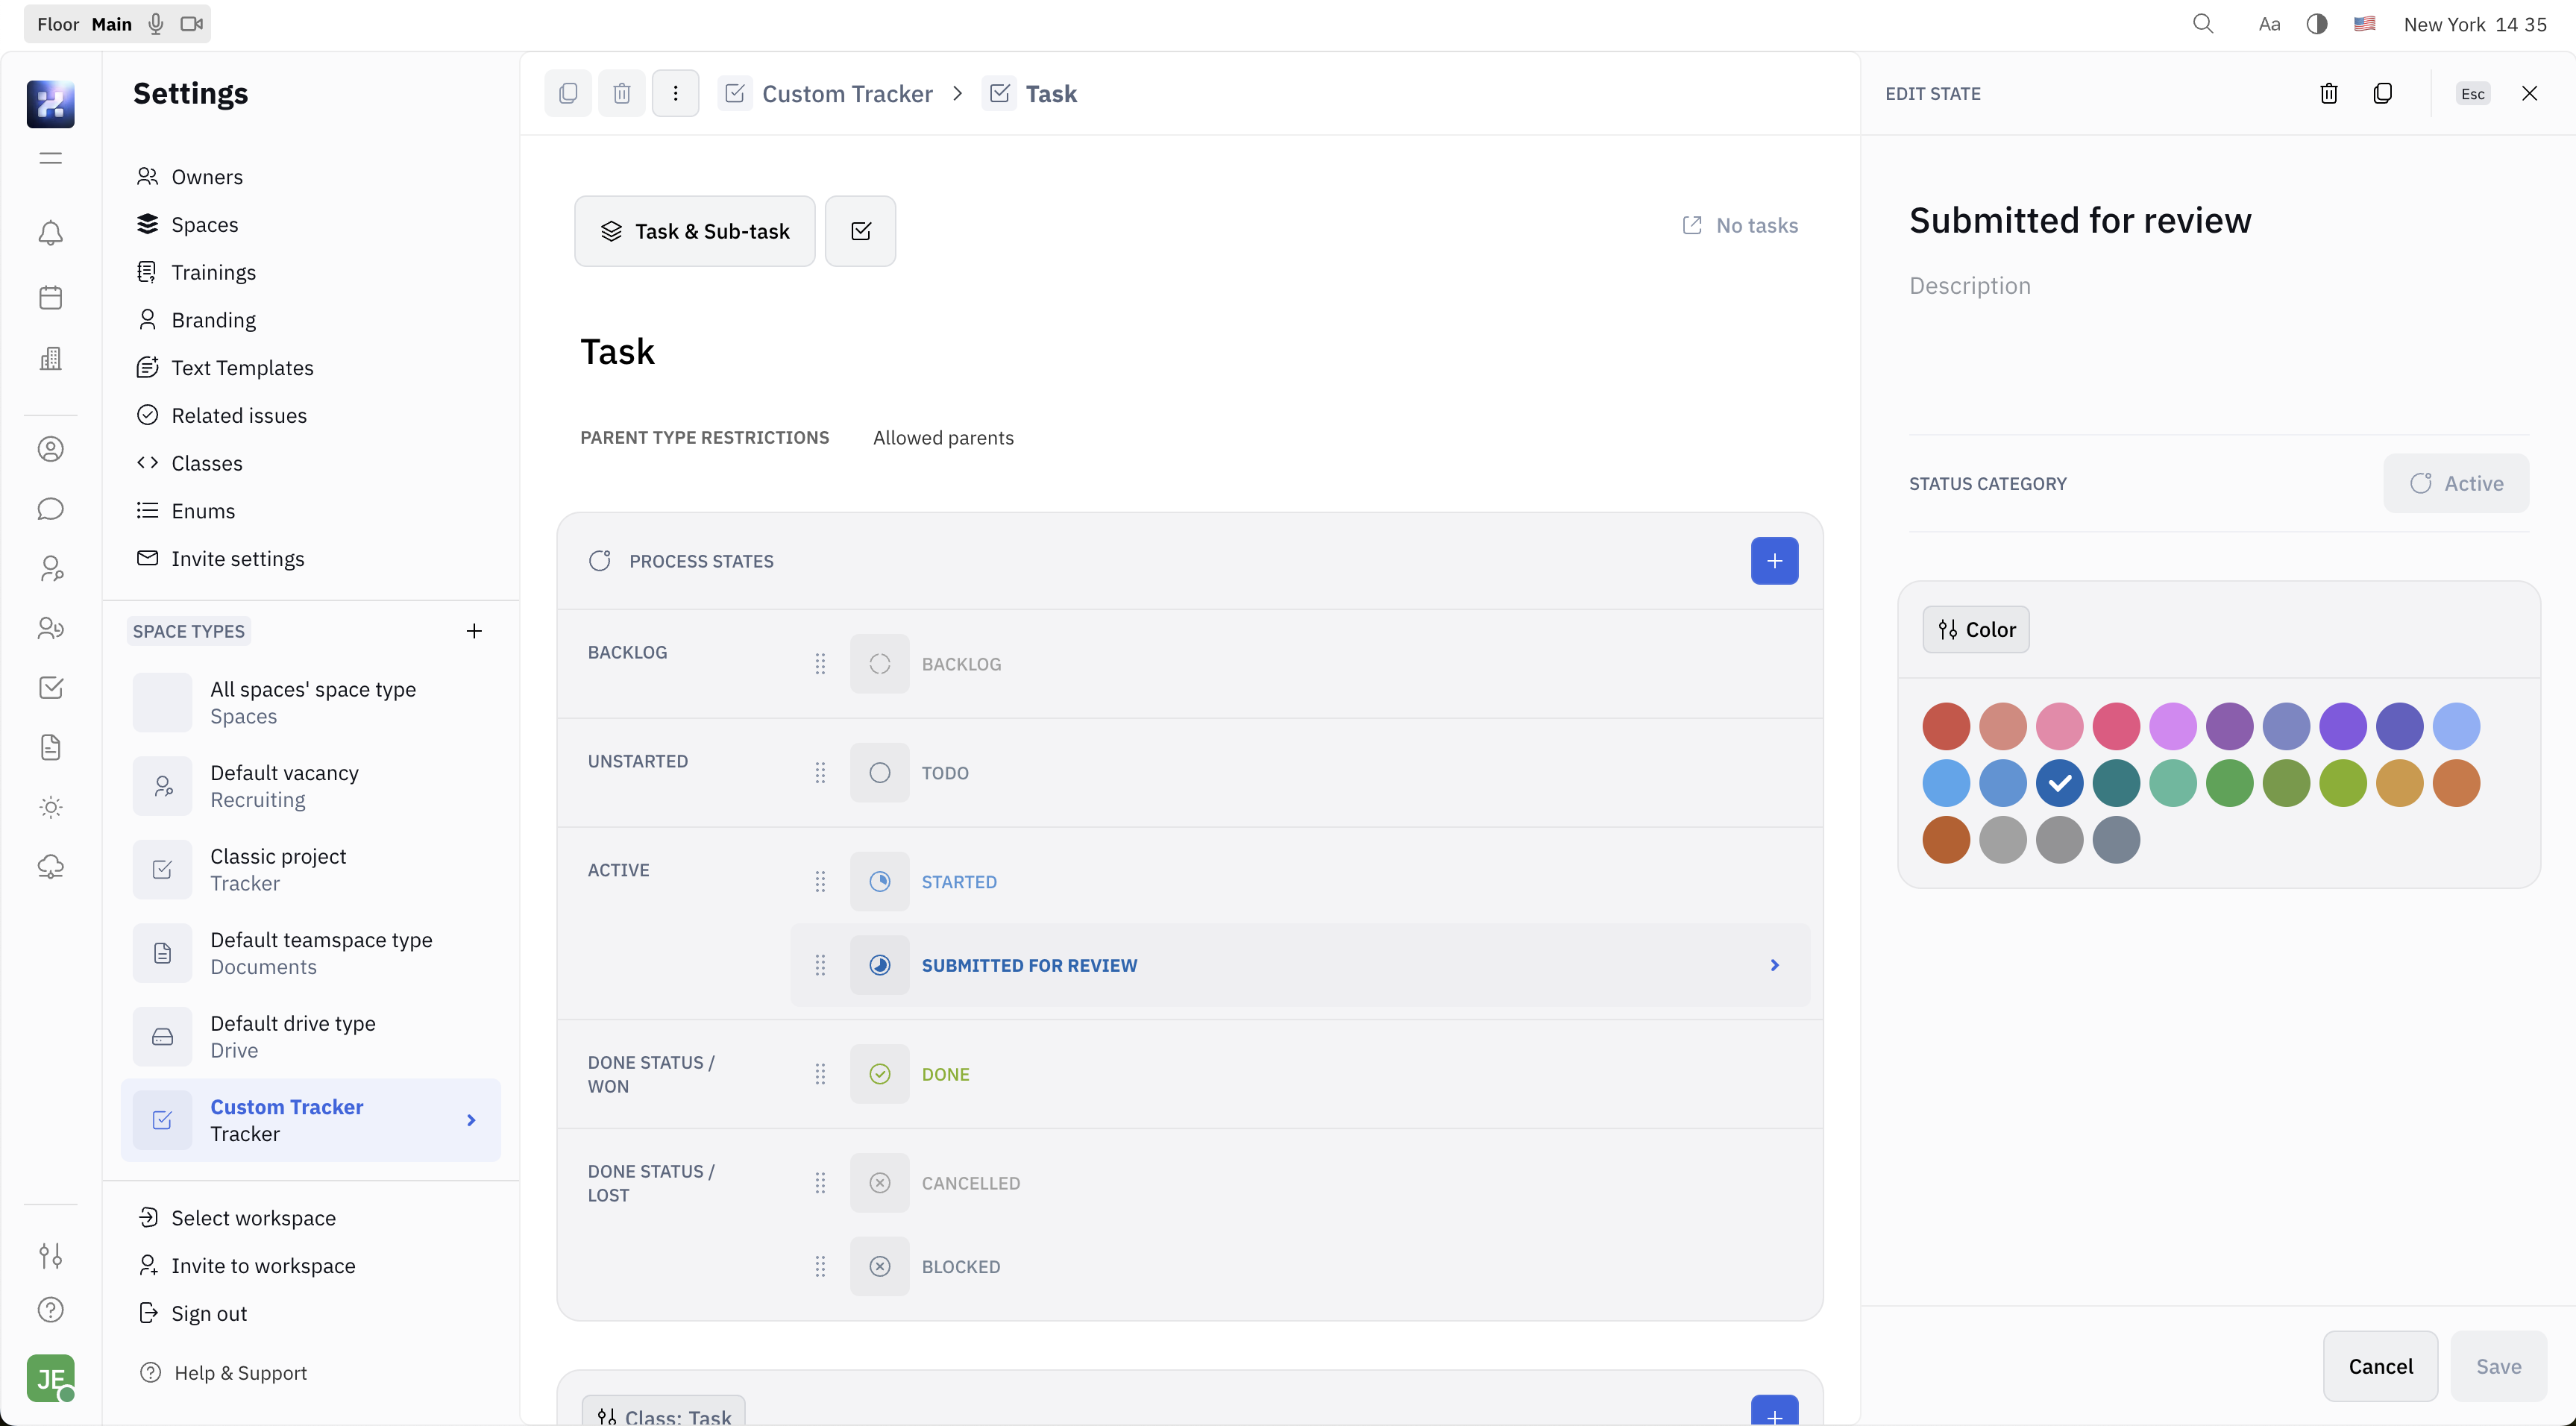 Floor Main
Aa
New York 14 35
Settings
Owners
Spaces
Trainings
Branding
Text Templates
Related issues
Classes
Enums
Invite settings
SPACE TYPES
All spaces' space type
Spaces
Default vacancy
Recruiting
Classic project
Tracker
Default teamspace type
Documents
Default drive type
Drive
Custom Tracker
Tracker
Select workspace
Invite to workspace
Sign out
Help & Support
JE
Custom Tracker > Task
Task & Sub-task
No tasks
Task
PARENT TYPE RESTRICTIONS Allowed parents
PROCESS STATES
BACKLOG
BACKLOG
UNSTARTED
TODO
ACTIVE
STARTED
SUBMITTED FOR REVIEW
DONE STATUS /
WON
DONE
DONE STATUS /
LOST
CANCELLED
BLOCKED
Class: Task
EDIT STATE
Esc
Submitted for review
Description
STATUS CATEGORY
Active
Color
Cancel
Save